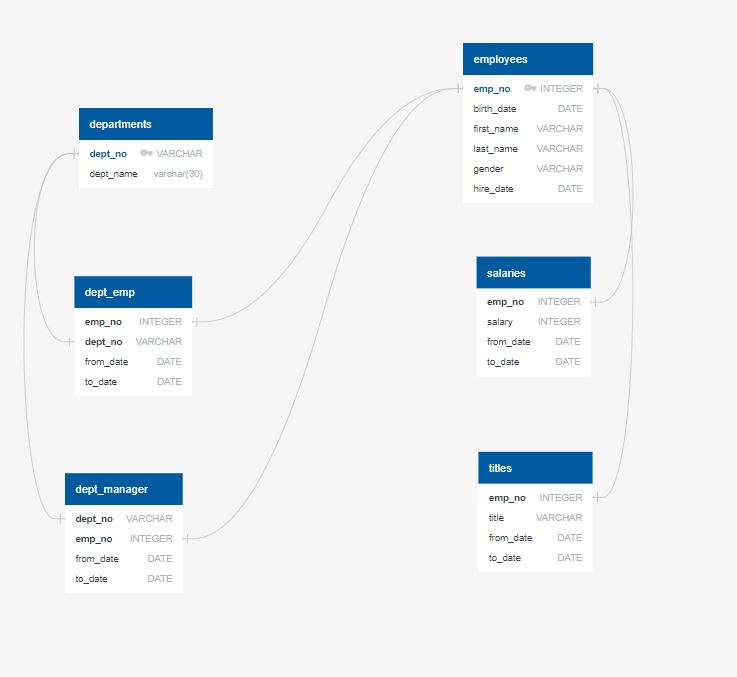 departments
dept_no VARCHAR
dept_name varchar(30)
dept_emp
emp_no INTEGER
dept_no VARCHAR
from_date DATE
to_date DATE
dept_manager
dept_no VARCHAR
emp_no INTEGER
from_date DATE
to_date DATE
employees
emp_no INTEGER
birth_date DATE
first_name VARCHAR
last_name VARCHAR
gender VARCHAR
hire_date DATE
salaries
emp_no INTEGER
salary INTEGER
from_date DATE
to_date DATE
titles
emp_no INTEGER
title VARCHAR
from_date DATE
to_date DATE